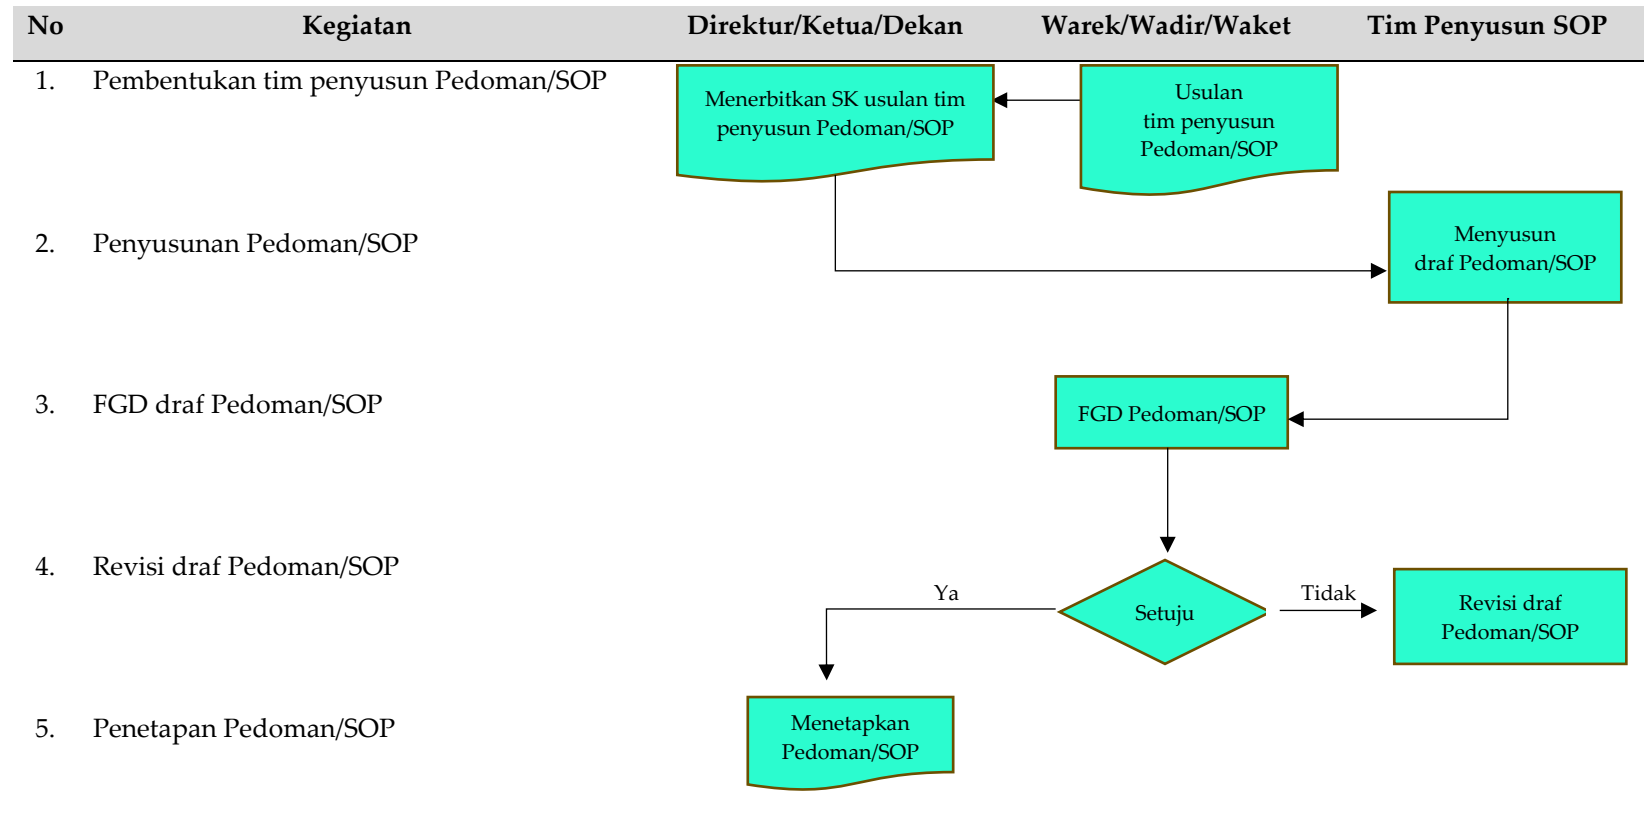 No Kegiatan Direktur/Ketua/Dekan Warek/Wadir/Waket Tim Penyusun SOP
1. Pembentukan tim penyusun Pedoman/SOP
Menerbitkan SK usulan tim
penyusun Pedoman/SOP
Usulan
tim penyusun
Pedoman/SOP
2. Penyusunan Pedoman/SOP
Menyusun
draf Pedoman/SOP
3. FGD draf Pedoman/SOP
FGD Pedoman/SOP
4. Revisi draf Pedoman/SOP
Ya
Setuju
Tidak
Revisi draf
Pedoman/SOP
5. Penetapan Pedoman/SOP
Menetapkan
Pedoman/SOP